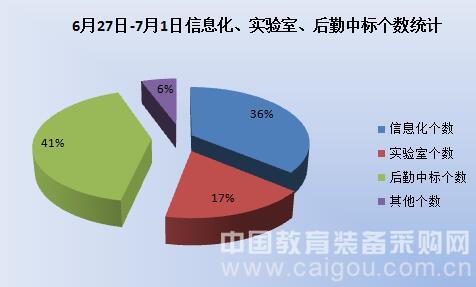 6月27日-7月1日信息化、实验室、后勤中标个数统计
6%
36%
41%
17%
信息化个数
实验室个数
后勤中标个数
其他个数
中国教育装备采购网
www.caigou.com.cn